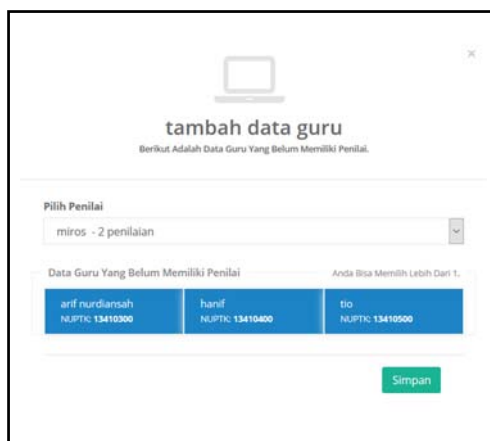 ×
tambah data guru
Berikut Adalah Data Guru Yang Belum Memiliki Penilai.
Pilih Penilai
miros - 2 penilaian
Data Guru Yang Belum Memiliki Penilai Anda Bisa Memilih Lebih Dari 1.
arif nurdiansah hanif tio
NUPTK: 13410300 NUPTK: 13410400 NUPTK: 13410500
Simpan